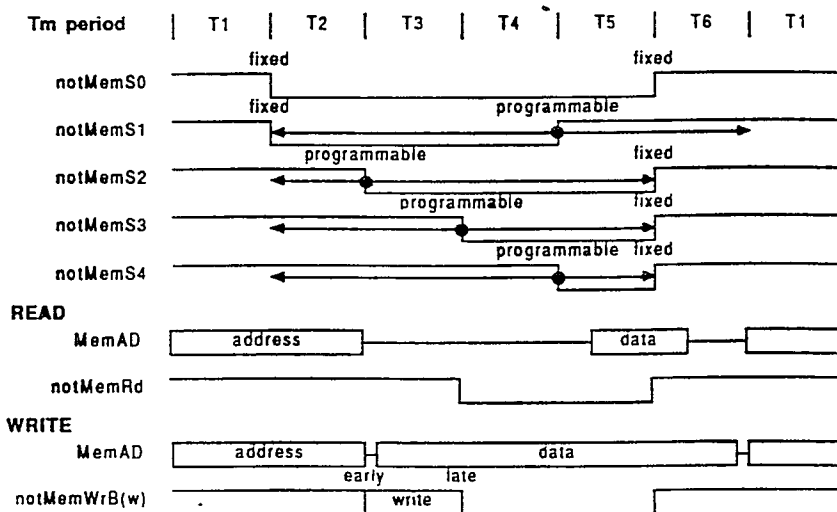 Tm period | T1 | T2 | T3 | T4 | T5 | T6 | T1
fixed fixed
notMemS0
fixed programmable
notMemS1
programmable fixed
notMemS2
programmable fixed
notMemS3
programmable fixed
notMemS4
READ
MemAD address data
notMemRd
WRITE
MemAD address data
early late
notMemWrB(w) write